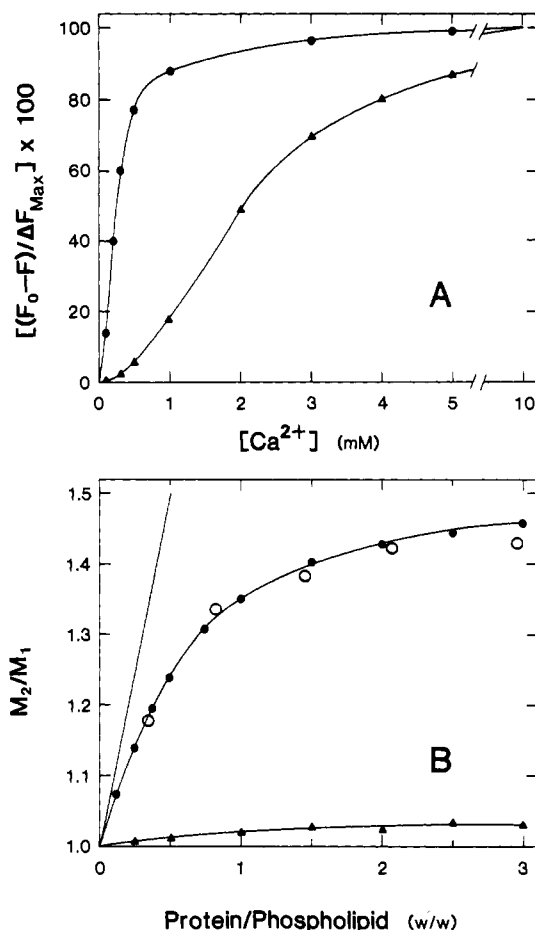 [(F₀−F)/ΔF_Max] x 100
100
80
60
40
20
0
A
0 1 2 3 4 5 10
[Ca²⁺] (mM)
M₂/M₁
1.5
1.4
1.3
1.2
1.1
1.0
B
0 1 2 3
Protein/Phospholipid (w/w)